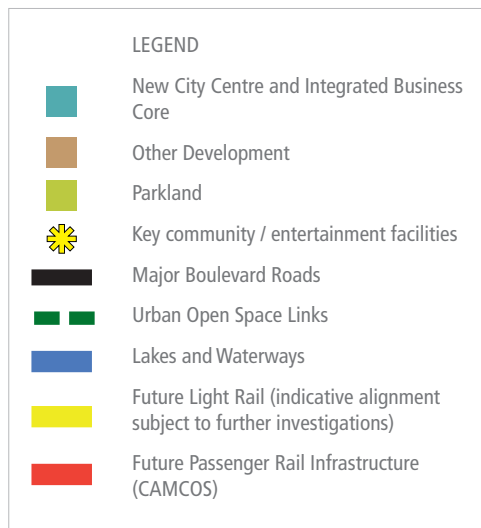 LEGEND
New City Centre and Integrated Business
Core
Other Development
Parkland
Key community / entertainment facilities
Major Boulevard Roads
Urban Open Space Links
Lakes and Waterways
Future Light Rail (indicative alignment
subject to further investigations)
Future Passenger Rail Infrastructure
(CAMCOS)